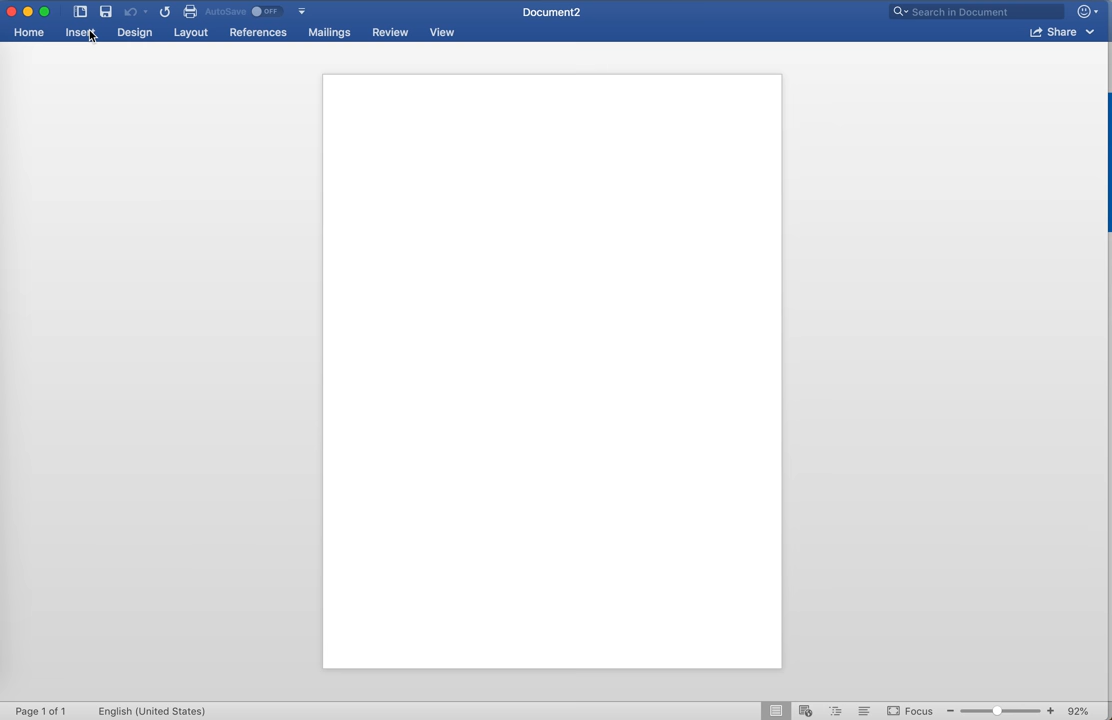 AutoSave OFF Document2 Search in Document
Home Insert Design Layout References Mailings Review View Share
Page 1 of 1 English (United States) Focus 92%